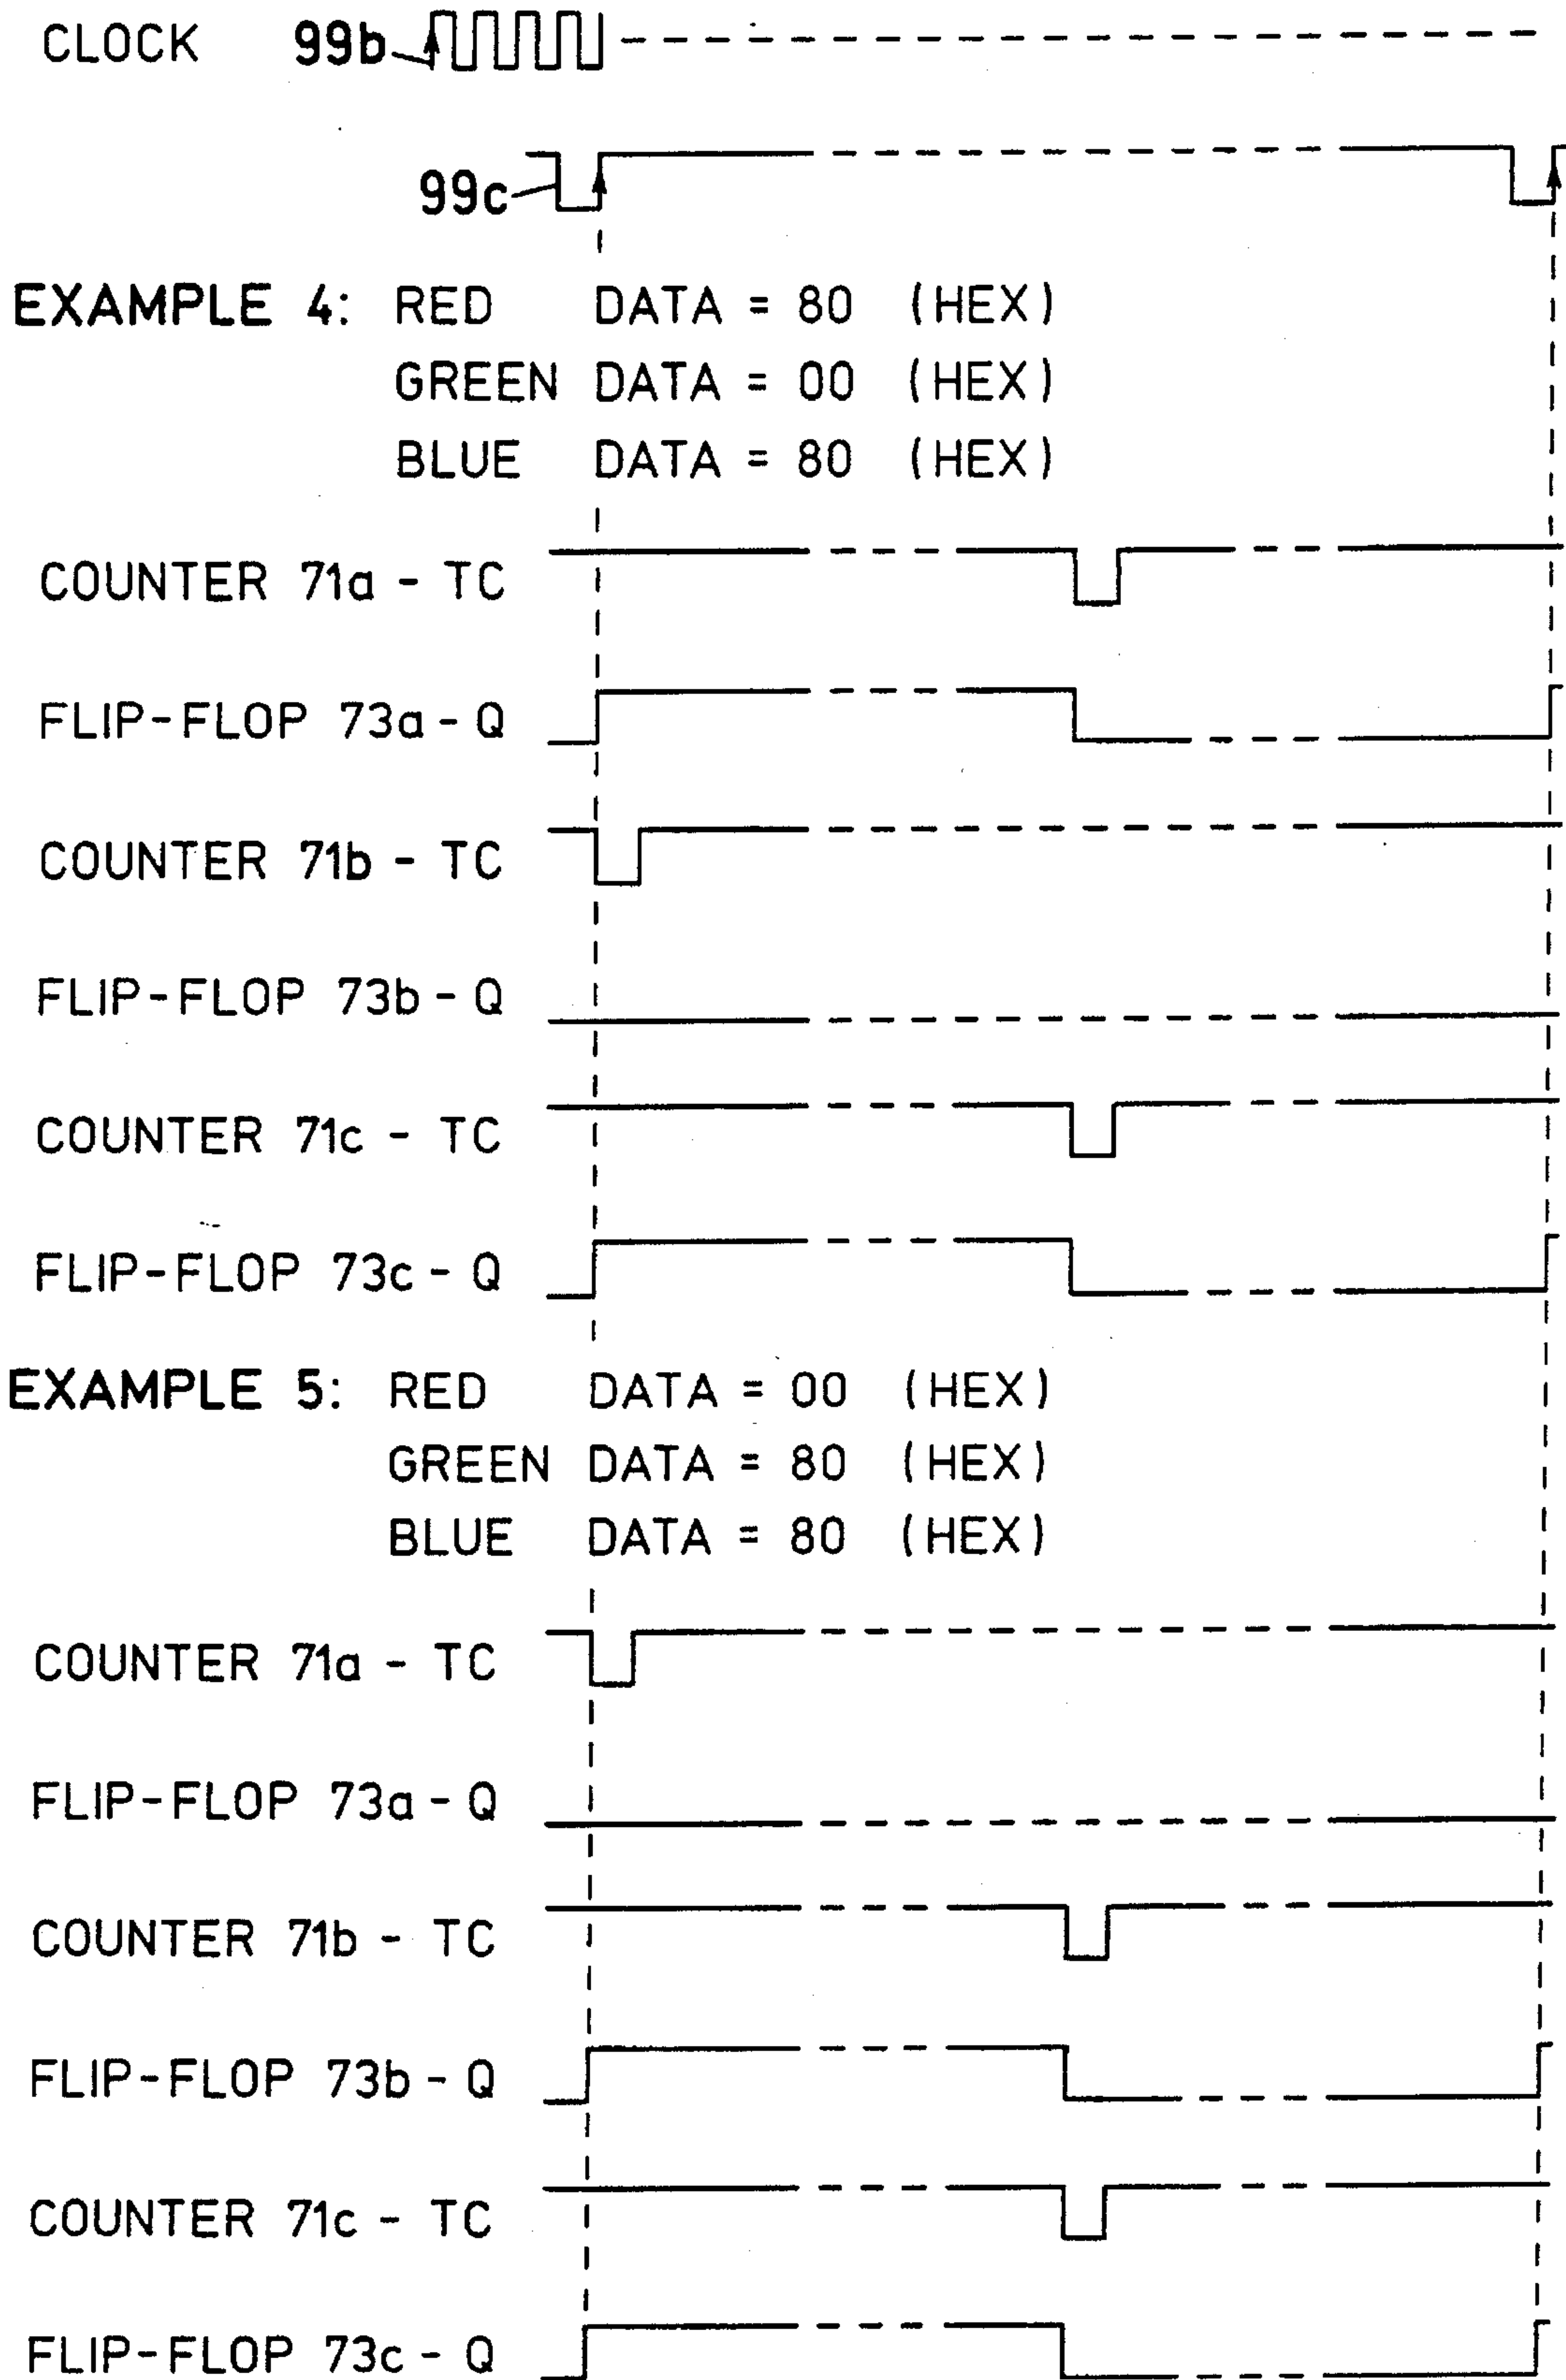 CLOCK 99b
99c
EXAMPLE 4: RED DATA = 80 (HEX)
GREEN DATA = 00 (HEX)
BLUE DATA = 80 (HEX)
COUNTER 71a - TC
FLIP-FLOP 73a - Q
COUNTER 71b - TC
FLIP-FLOP 73b - Q
COUNTER 71c - TC
FLIP-FLOP 73c - Q
EXAMPLE 5: RED DATA = 00 (HEX)
GREEN DATA = 80 (HEX)
BLUE DATA = 80 (HEX)
COUNTER 71a - TC
FLIP-FLOP 73a - Q
COUNTER 71b - TC
FLIP-FLOP 73b - Q
COUNTER 71c - TC
FLIP-FLOP 73c - Q